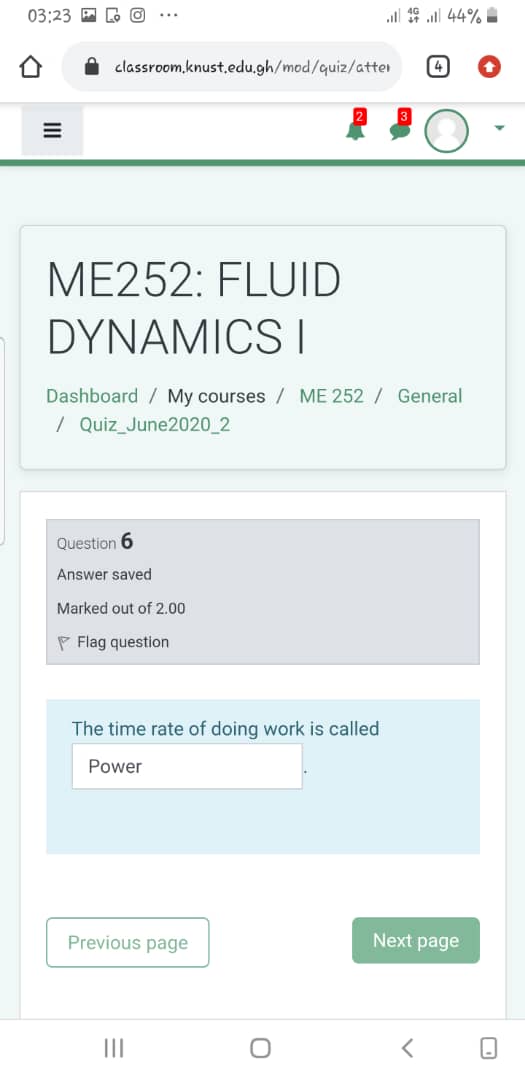 03:23 ... 4G 44%
classroom.knust.edu.gh/mod/quiz/atte 4
2 3
ME252: FLUID
DYNAMICS I
Dashboard / My courses / ME 252 / General
/ Quiz_June2020_2
Question 6
Answer saved
Marked out of 2.00
Flag question
The time rate of doing work is called
Power
.
Previous page Next page